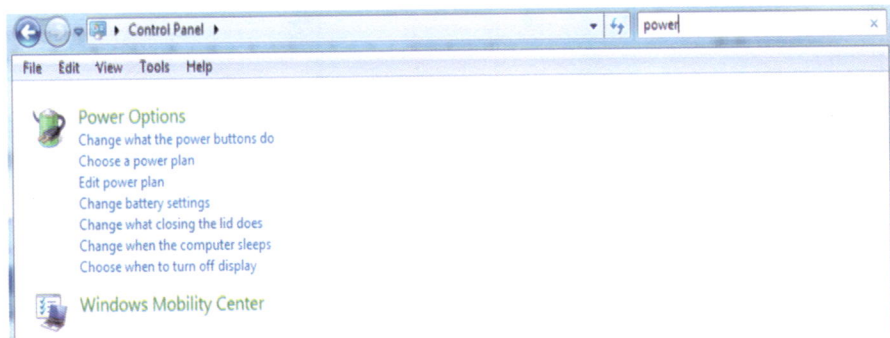 Control Panel
power
File Edit View Tools Help
Power Options
Change what the power buttons do
Choose a power plan
Edit power plan
Change battery settings
Change what closing the lid does
Change when the computer sleeps
Choose when to turn off display
Windows Mobility Center